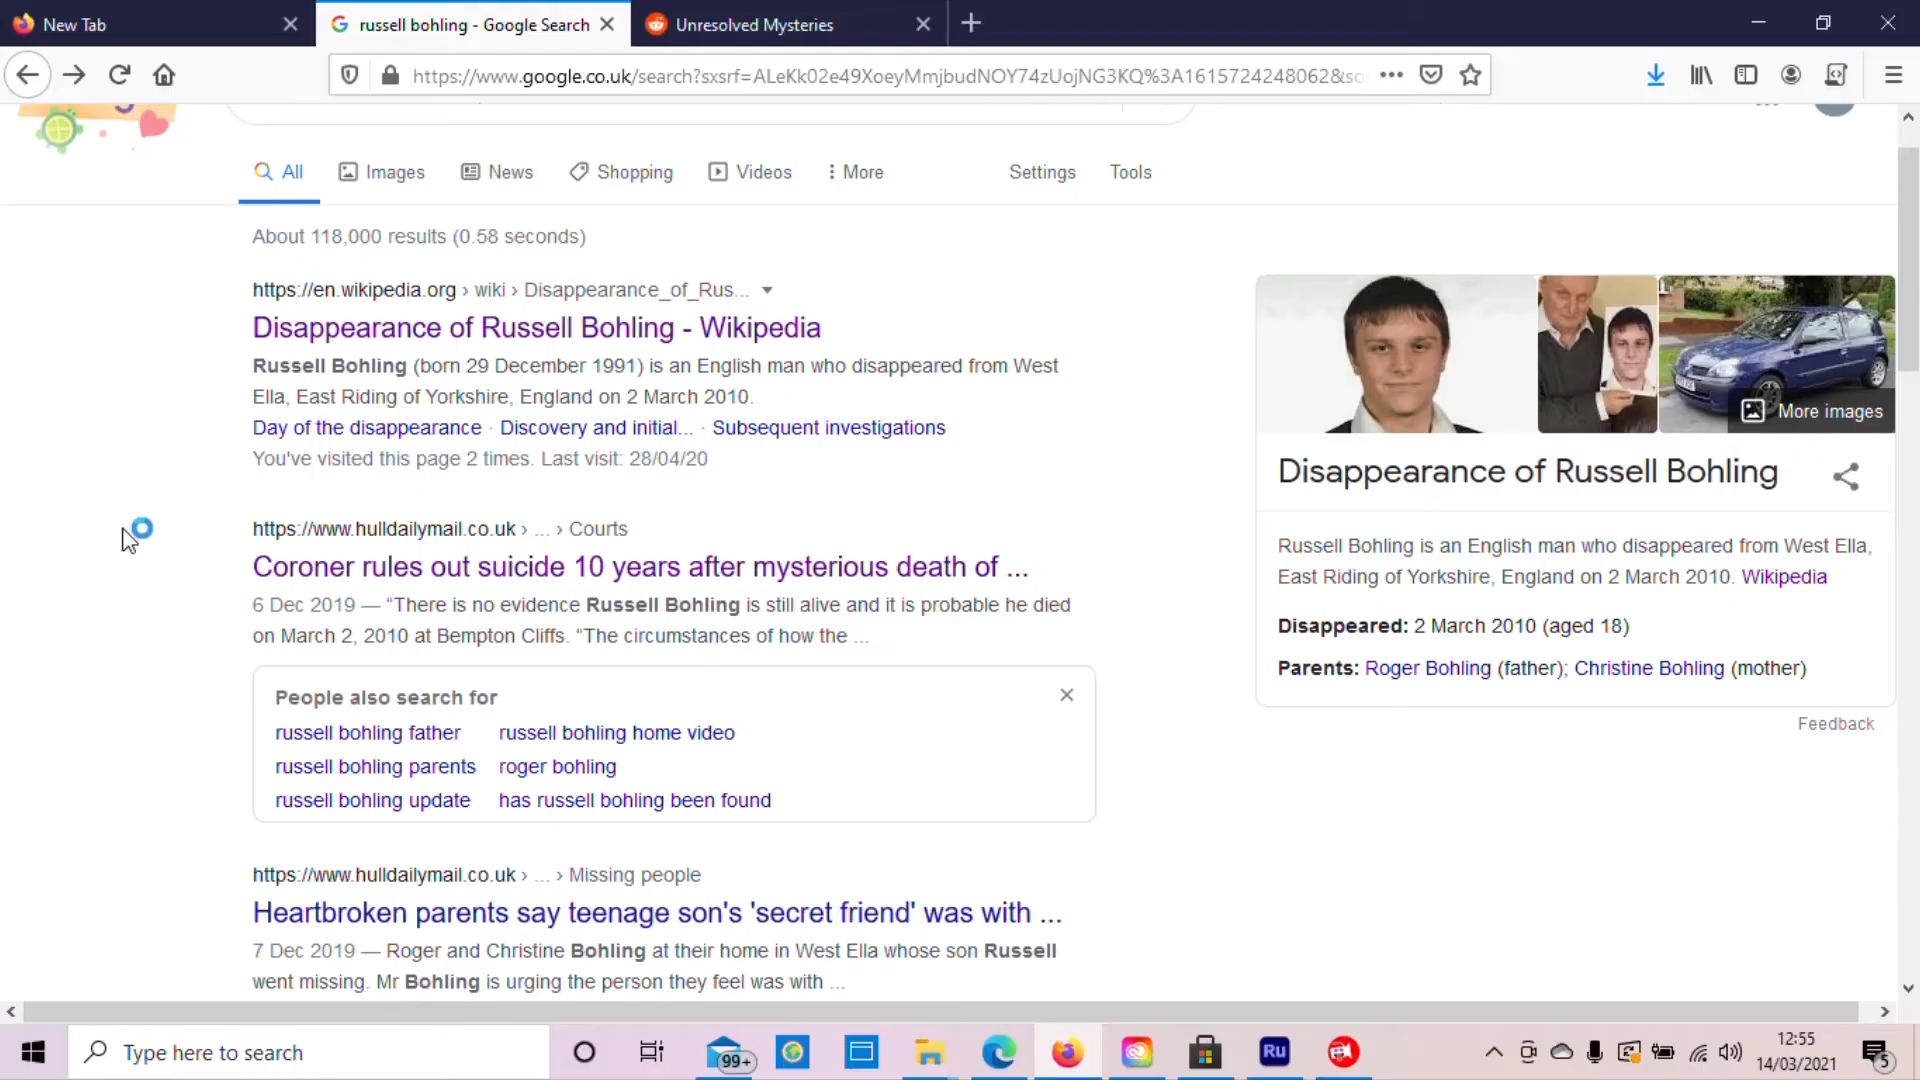 New Tab
russell bohling - Google Search
Unresolved Mysteries
https://www.google.co.uk/search?sxsrf=ALeKk02e49XoeyMmjbudNOY74zUojNG3KQ%3A1615724248062&so
All
Images
News
Shopping
Videos
More
Settings
Tools
About 118,000 results (0.58 seconds)
https://en.wikipedia.org › wiki › Disappearance_of_Rus...
Disappearance of Russell Bohling - Wikipedia
Russell Bohling (born 29 December 1991) is an English man who disappeared from West
Ella, East Riding of Yorkshire, England on 2 March 2010.
Day of the disappearance · Discovery and initial... · Subsequent investigations
You've visited this page 2 times. Last visit: 28/04/20
https://www.hulldailymail.co.uk › ... › Courts
Coroner rules out suicide 10 years after mysterious death of ...
6 Dec 2019 — “There is no evidence Russell Bohling is still alive and it is probable he died
on March 2, 2010 at Bempton Cliffs. “The circumstances of how the ...
People also search for
russell bohling father
russell bohling home video
russell bohling parents
roger bohling
russell bohling update
has russell bohling been found
https://www.hulldailymail.co.uk › ... › Missing people
Heartbroken parents say teenage son's 'secret friend' was with ...
7 Dec 2019 — Roger and Christine Bohling at their home in West Ella whose son Russell
went missing. Mr Bohling is urging the person they feel was with ...
More images
Disappearance of Russell Bohling
Russell Bohling is an English man who disappeared from West Ella,
East Riding of Yorkshire, England on 2 March 2010. Wikipedia
Disappeared: 2 March 2010 (aged 18)
Parents: Roger Bohling (father); Christine Bohling (mother)
Feedback
Type here to search
99+
Ru
12:55
14/03/2021
5